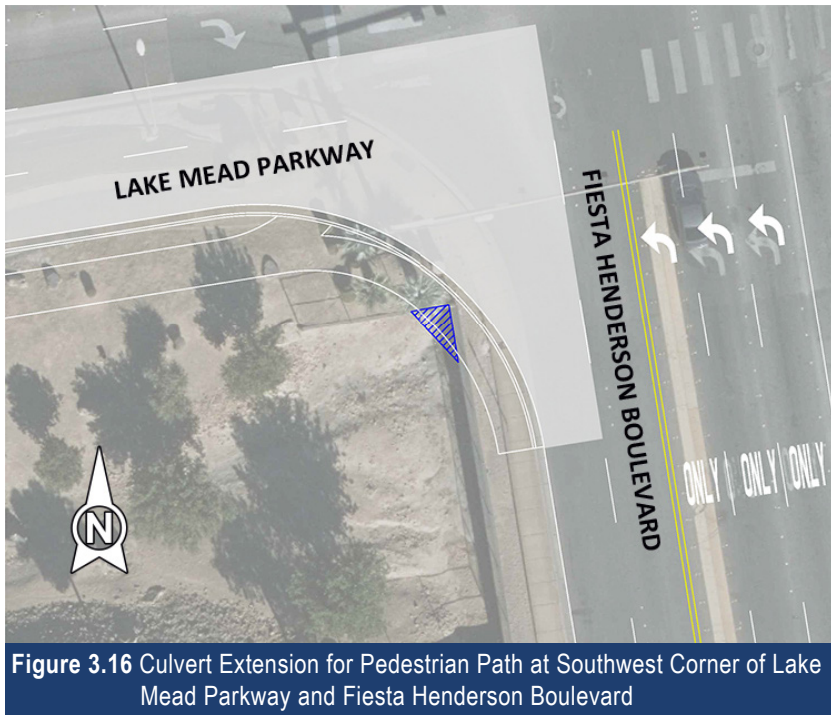 LAKE MEAD PARKWAY
FIESTA HENDERSON BOULEVARD
ONLY ONLY ONLY
N
Figure 3.16 Culvert Extension for Pedestrian Path at Southwest Corner of Lake
Mead Parkway and Fiesta Henderson Boulevard